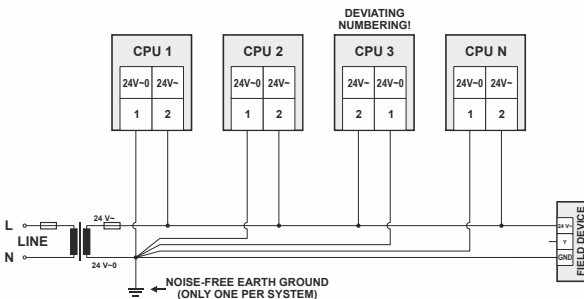 DEVIATING
NUMBERING!
CPU 1
CPU 2
CPU 3
CPU N
24V~0 24V~
24V~0 24V~
24V~ 24V~0
24V~0 24V~
1 2
1 2
2 1
1 2
L
LINE
N
24 V~
24 V~0
24 V~
Y
GND
FIELD DEVICE
NOISE-FREE EARTH GROUND
(ONLY ONE PER SYSTEM)